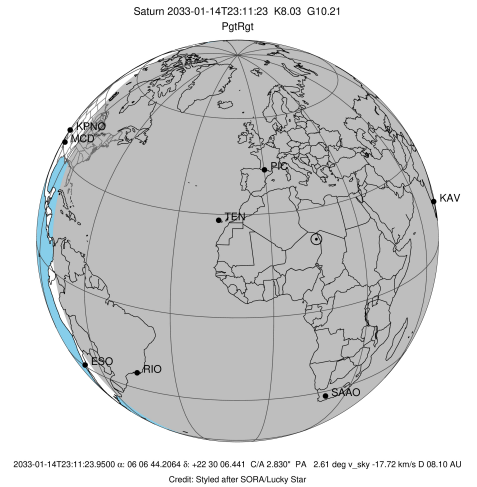 Saturn 2033-01-14T23:11:23 K8.03 G10.21
PgtRgt
KPNO
MCD
PIC
KAV
TEN
ESO
RIO
SAAO
2033-01-14T23:11:23.9500 α: 06 06 44.2064 δ: +22 30 06.441 C/A 2.830" PA 2.61 deg v_sky -17.72 km/s D 08.10 AU
Credit: Styled after SORA/Lucky Star